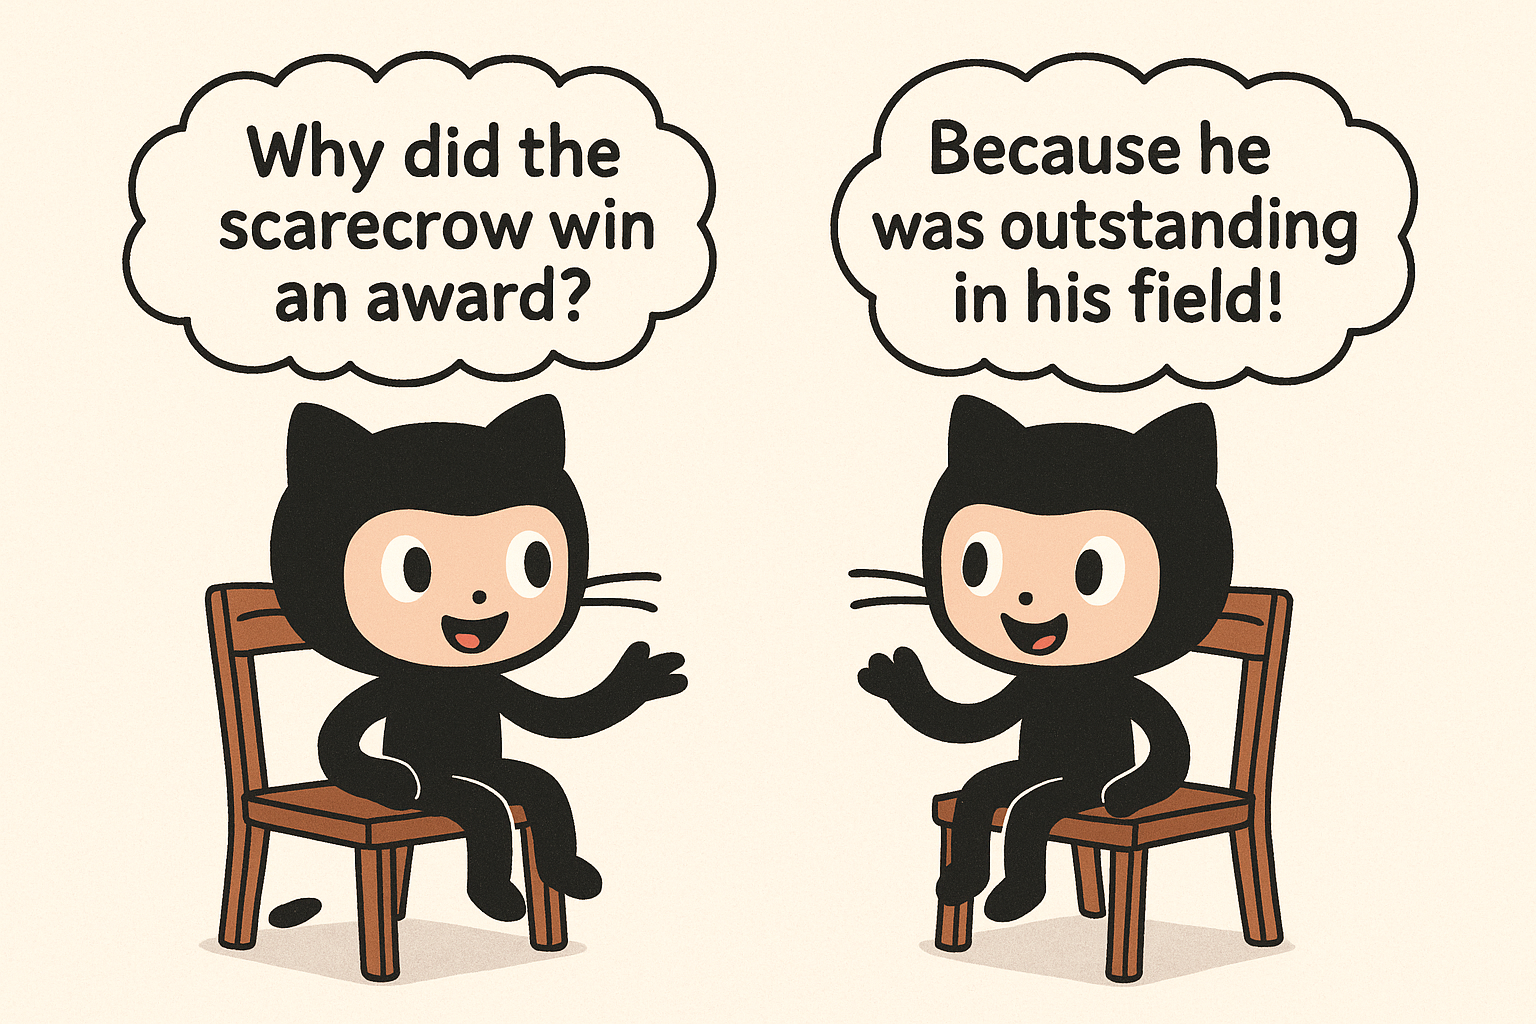 Why did the
scarecrow win
an award?
Because he
was outstanding
in his field!